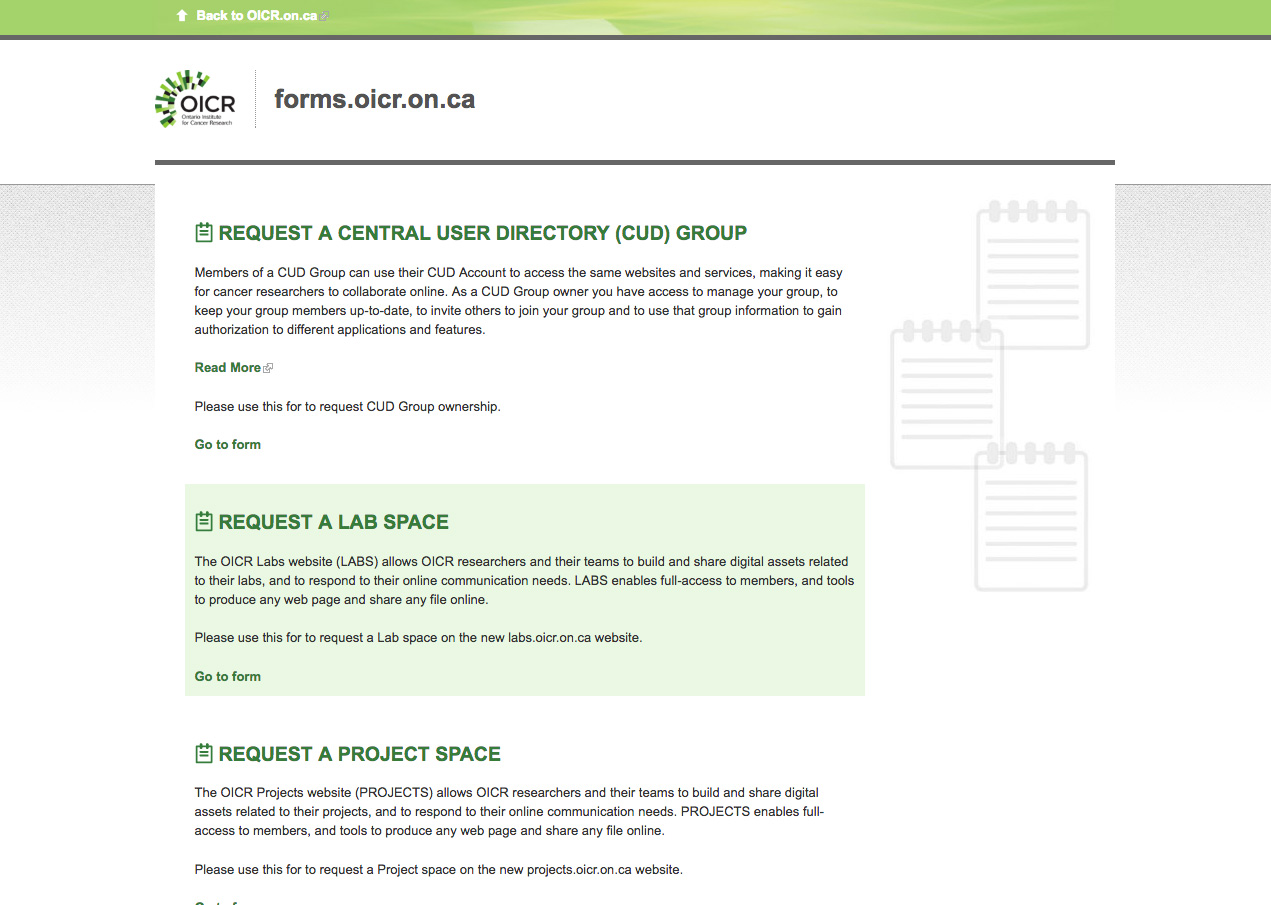 Back to OICR.on.ca
OICR
Ontario Institute
for Cancer Research
forms.oicr.on.ca
REQUEST A CENTRAL USER DIRECTORY (CUD) GROUP
Members of a CUD Group can use their CUD Account to access the same websites and services, making it easy
for cancer researchers to collaborate online. As a CUD Group owner you have access to manage your group, to
keep your group members up-to-date, to invite others to join your group and to use that group information to gain
authorization to different applications and features.
Read More
Please use this for to request CUD Group ownership.
Go to form
REQUEST A LAB SPACE
The OICR Labs website (LABS) allows OICR researchers and their teams to build and share digital assets related
to their labs, and to respond to their online communication needs. LABS enables full-access to members, and tools
to produce any web page and share any file online.
Please use this for to request a Lab space on the new labs.oicr.on.ca website.
Go to form
REQUEST A PROJECT SPACE
The OICR Projects website (PROJECTS) allows OICR researchers and their teams to build and share digital
assets related to their projects, and to respond to their online communication needs. PROJECTS enables full-
access to members, and tools to produce any web page and share any file online.
Please use this for to request a Project space on the new projects.oicr.on.ca website.